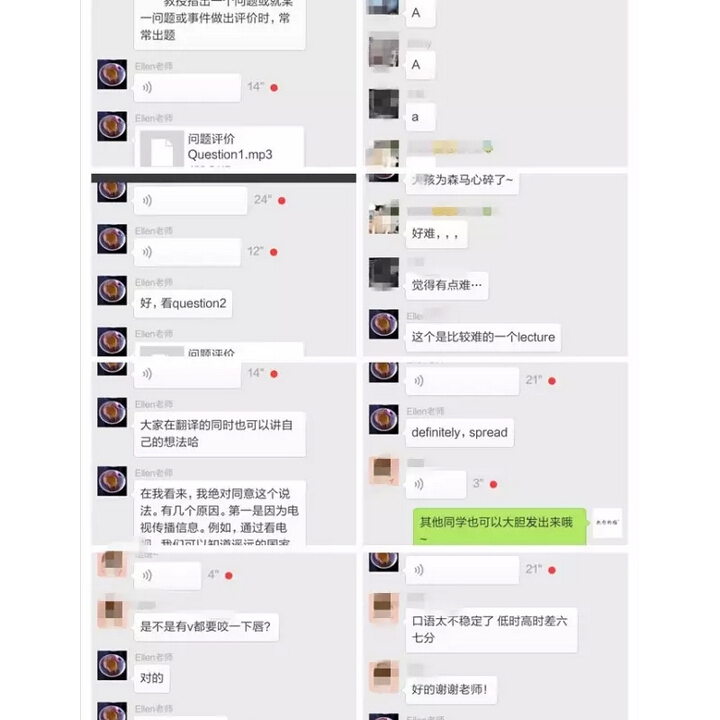 教授指出一个问题或就某
一问题或事件做出评价时，常
常出题
Ellen老师
14"
Ellen老师
问题评价
Question1.mp3
A
A
a
24"
Ellen老师
12"
Ellen老师
好，看question2
Ellen老师
问题评价
大孩为森马心碎了~
好难，，，
觉得有点难…
Elle
这个是比较难的一个lecture
14"
Ellen老师
大家在翻译的同时也可以讲自
己的想法哈
Ellen老师
在我看来，我绝对同意这个说
法。有几个原因。第一是因为电
视传播信息。例如，通过看电
视，我们可以知道遥远的国家
21"
Ellen老师
definitely，spread
3"
其他同学也可以大胆发出来哦
~
4"
是不是有v都要咬一下唇？
Ellen老师
对的
Ellen老师
21"
口语太不稳定了 低时高时差六
七分
好的谢谢老师！
Ellen老师